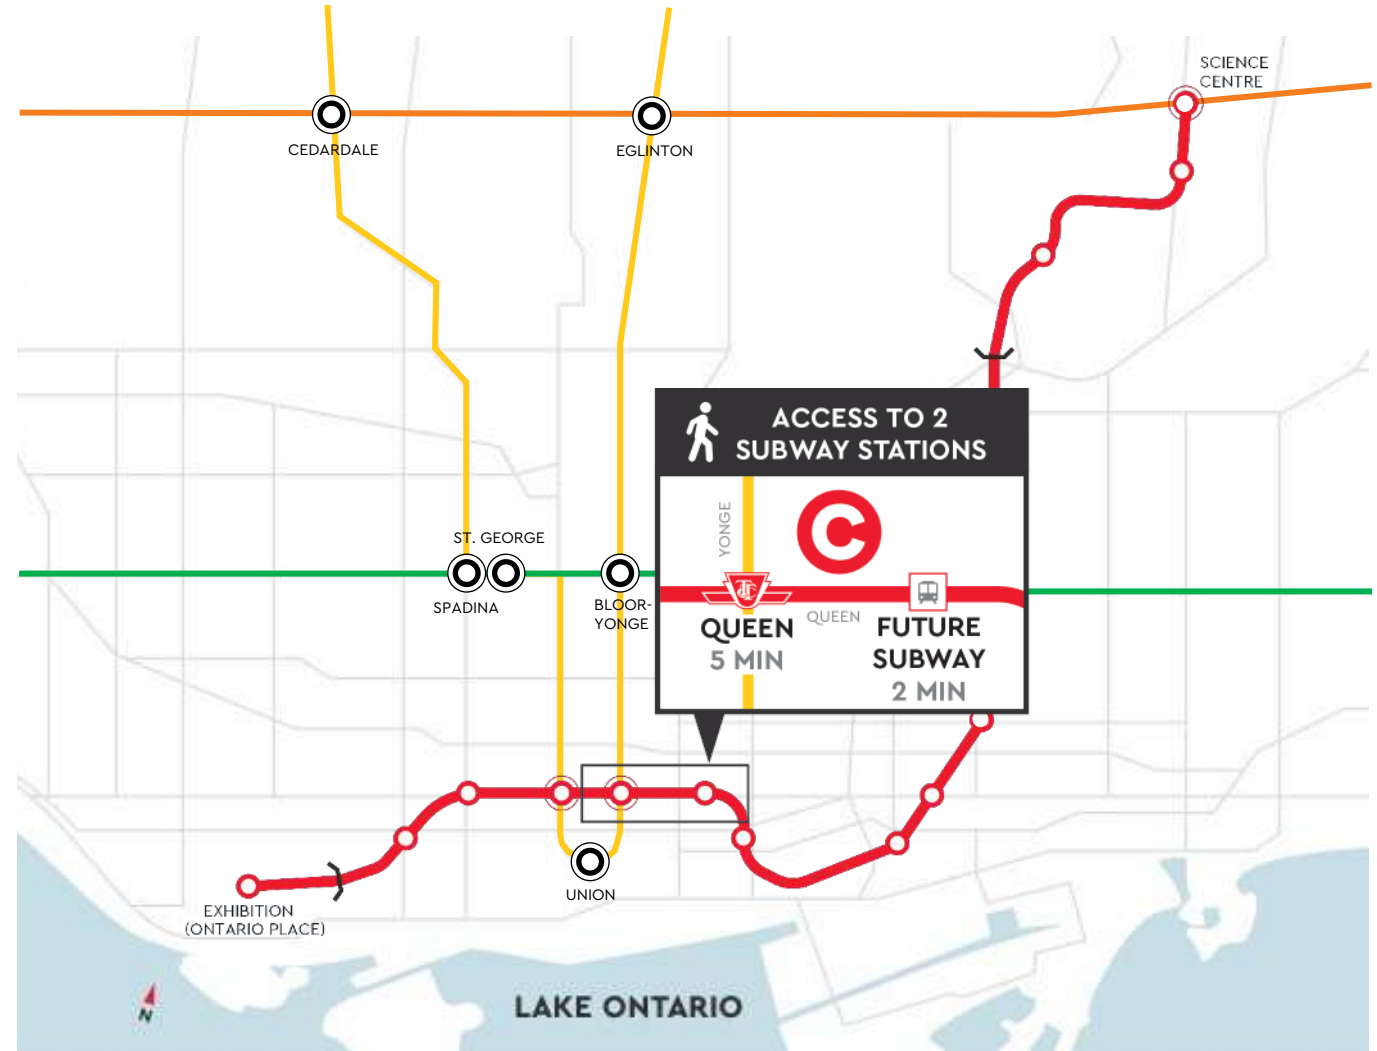 SCIENCE
CENTRE
CEDARDALE
EGLINTON
ACCESS TO 2
SUBWAY STATIONS
YONGE
C
TTC
QUEEN
QUEEN
5 MIN
FUTURE
SUBWAY
2 MIN
ST. GEORGE
SPADINA
BLOOR-
YONGE
UNION
EXHIBITION
(ONTARIO PLACE)
LAKE ONTARIO
N